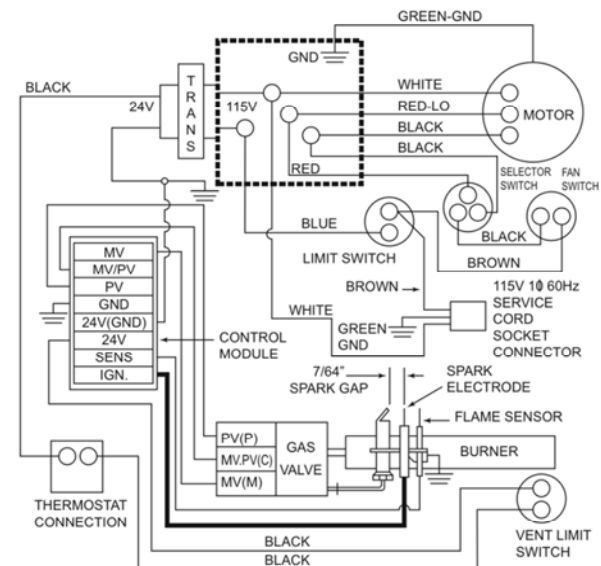 GREEN-GND
GND
BLACK
24V
TRANS
115V
WHITE
RED-LO
BLACK
BLACK
MOTOR
RED
SELECTOR
SWITCH
FAN
SWITCH
BLUE
LIMIT SWITCH
BLACK
BROWN
BROWN
115V 1ϕ 60Hz
SERVICE
CORD
SOCKET
CONNECTOR
WHITE
GREEN
GND
MV
MV/PV
PV
GND
24V(GND)
24V
SENS
IGN.
CONTROL
MODULE
7/64"
SPARK GAP
SPARK
ELECTRODE
FLAME SENSOR
PV(P)
MV.PV(C)
MV(M)
GAS
VALVE
BURNER
THERMOSTAT
CONNECTION
VENT LIMIT
SWITCH
BLACK
BLACK